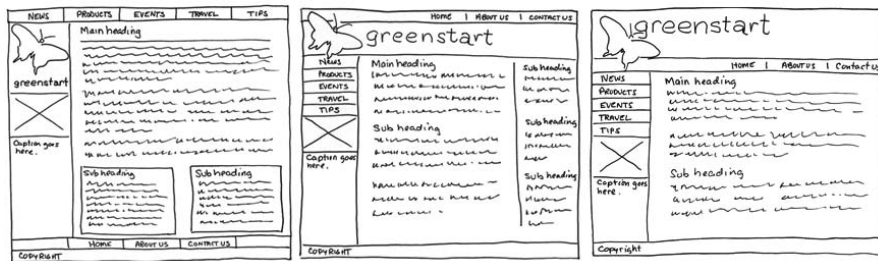 NEWS PRODUCTS EVENTS TRAVEL TIPS
Main heading
greenstart
Caption goes
here.
Sub heading
Sub heading
HOME ABOUT US CONTACT US
COPYRIGHT
HOME ABOUT US CONTACT US
greenstart
NEWS
PRODUCTS
EVENTS
TRAVEL
TIPS
Caption goes
here.
Main heading
Sub heading
Sub heading
Sub heading
Sub heading
COPYRIGHT
greenstart
HOME ABOUT US Contact us
NEWS
PRODUCTS
EVENTS
TRAVEL
TIPS
Caption goes
here.
Main heading
Sub heading
Copyright